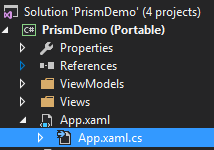 Solution 'PrismDemo' (4 projects)
PrismDemo (Portable)
Properties
References
ViewModels
Views
App.xaml
App.xaml.cs